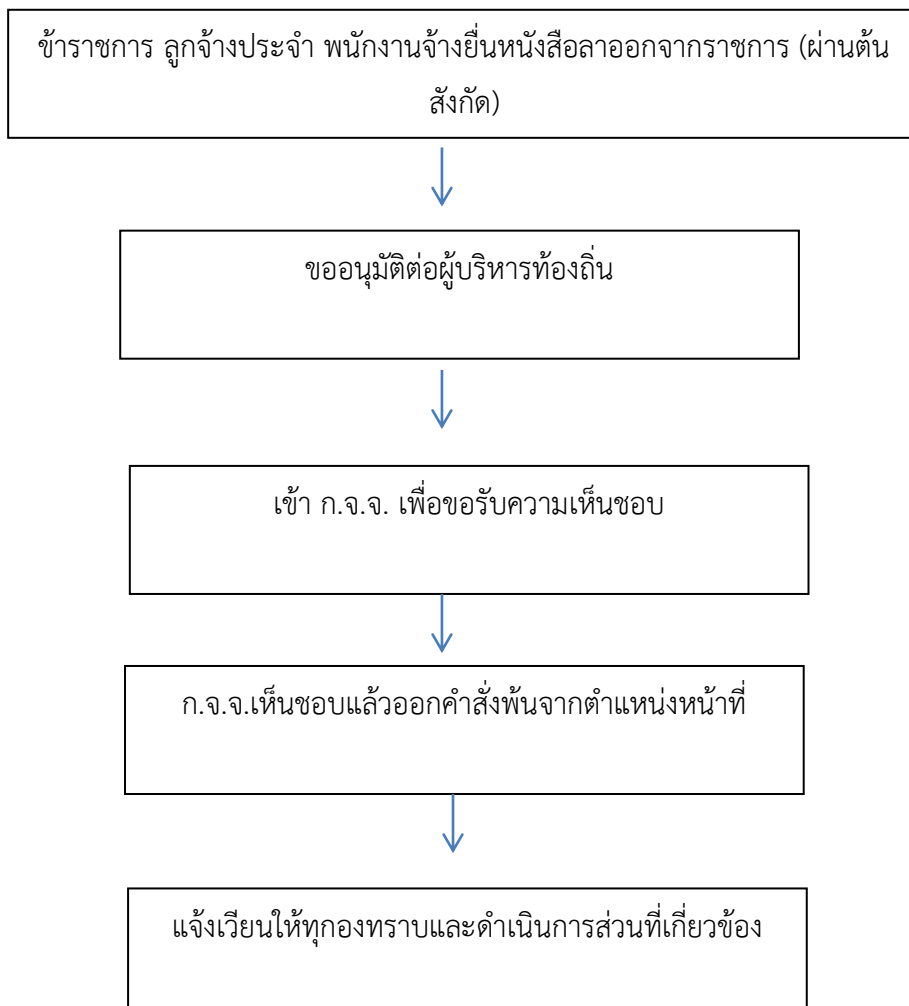 ข้าราชการ ลูกจ้างประจำ พนักงานจ้างยื่นหนังสือลาออกจากราชการ (ผ่านต้น
สังกัด)
ขออนุมัติต่อผู้บริหารท้องถิ่น
เข้า ก.จ.จ. เพื่อขอรับความเห็นชอบ
ก.จ.จ.เห็นชอบแล้วออกคำสั่งพ้นจากตำแหน่งหน้าที่
แจ้งเวียนให้ทุกองทราบและดำเนินการส่วนที่เกี่ยวข้อง